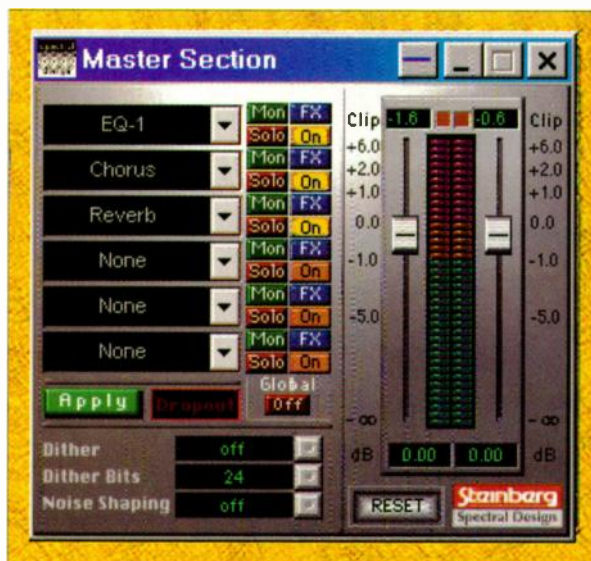 Master Section
EQ-1
Mon FX
Solo On
Chorus
Mon FX
Solo On
Reverb
Mon FX
Solo On
None
Mon FX
Solo On
None
Mon FX
Solo On
None
Mon FX
Solo On
Apply
Dropout
Global
Off
Dither off
Dither Bits 24
Noise Shaping off
Clip -1.6 -0.6 Clip
+6.0 +6.0
+2.0 +2.0
+1.0 +1.0
0.0 0.0
-1.0 -1.0
-5.0 -5.0
-∞ -∞
dB 0.00 0.00 dB
RESET
Steinberg
Spectral Design